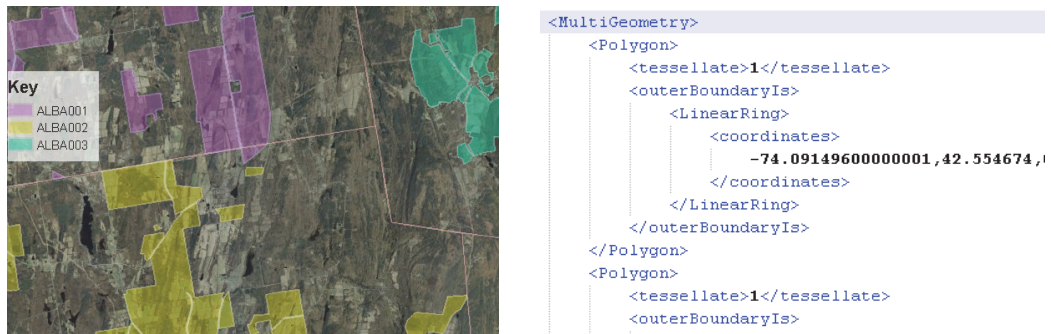 Key
ALBA001
ALBA002
ALBA003
<MultiGeometry>
<Polygon>
<tessellate>1</tessellate>
<outerBoundaryIs>
<LinearRing>
<coordinates>
-74.09149600000001,42.554674,
</coordinates>
</LinearRing>
</outerBoundaryIs>
</Polygon>
<Polygon>
<tessellate>1</tessellate>
<outerBoundaryIs>